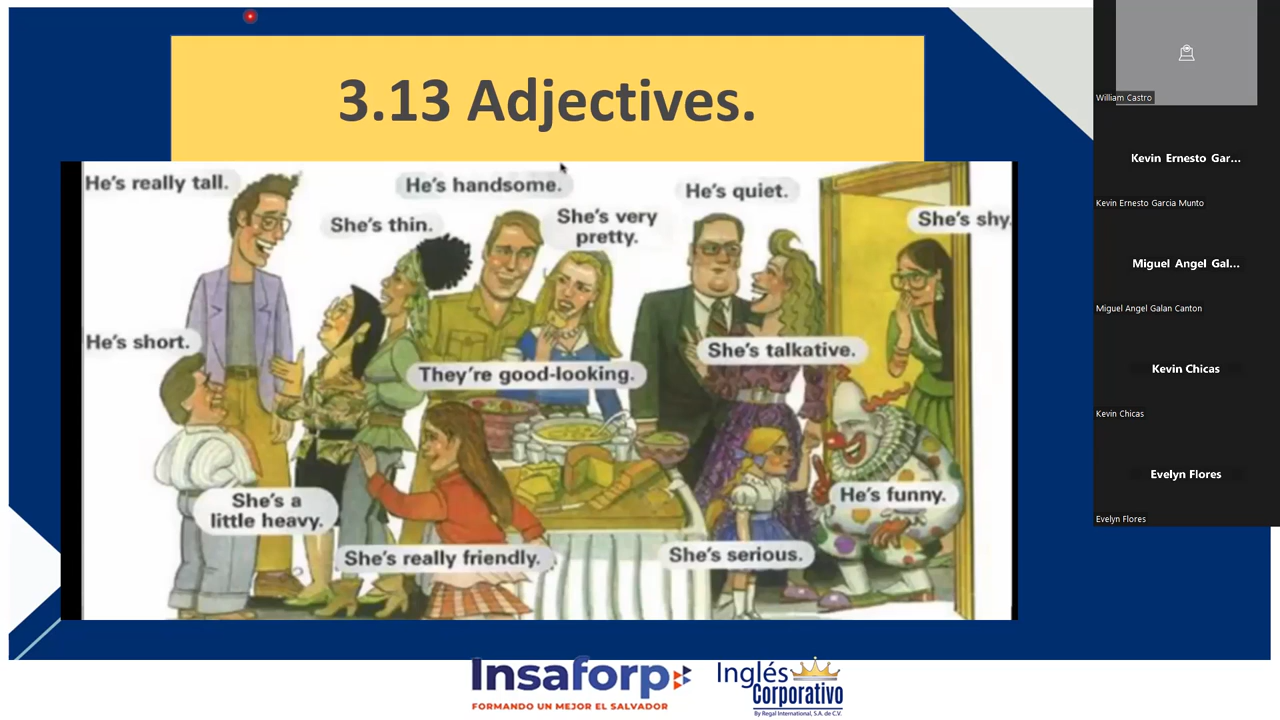 3.13 Adjectives.
He's really tall.
He's handsome.
He's quiet.
She's thin.
She's very
pretty.
She's shy.
He's short.
She's talkative.
They're good-looking.
She's a
little heavy.
He's funny.
She's really friendly.
She's serious.
Insaforp
FORMANDO UN MEJOR EL SALVADOR
Inglés
Corporativo
By Regal International, S.A. de C.V.
William Castro
Kevin Ernesto Gar...
Kevin Ernesto Garcia Munto
Miguel Angel Gal...
Miguel Angel Galan Canton
Kevin Chicas
Kevin Chicas
Evelyn Flores
Evelyn Flores